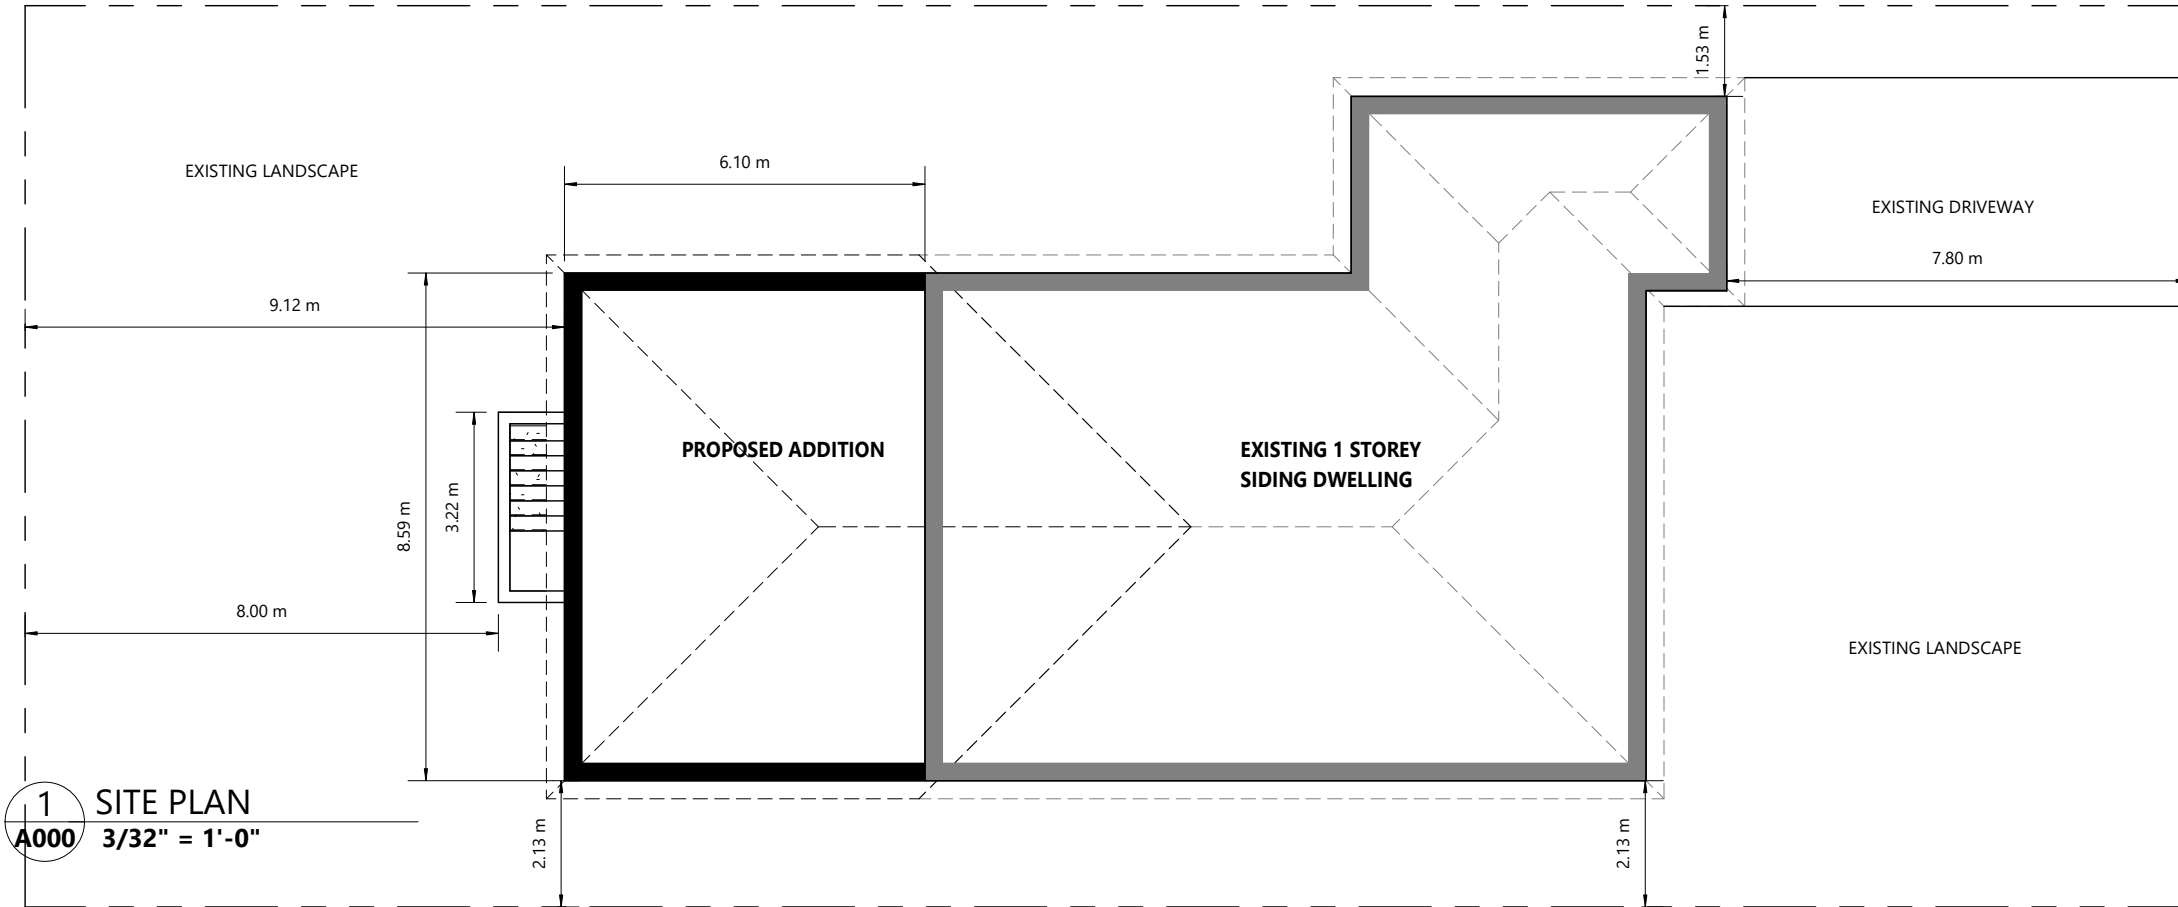 1.53 m
EXISTING LANDSCAPE
6.10 m
EXISTING DRIVEWAY
7.80 m
9.12 m
PROPOSED ADDITION
EXISTING 1 STOREY
SIDING DWELLING
3.22 m
8.59 m
8.00 m
EXISTING LANDSCAPE
1
SITE PLAN
A000
3/32" = 1'-0"
2.13 m
2.13 m